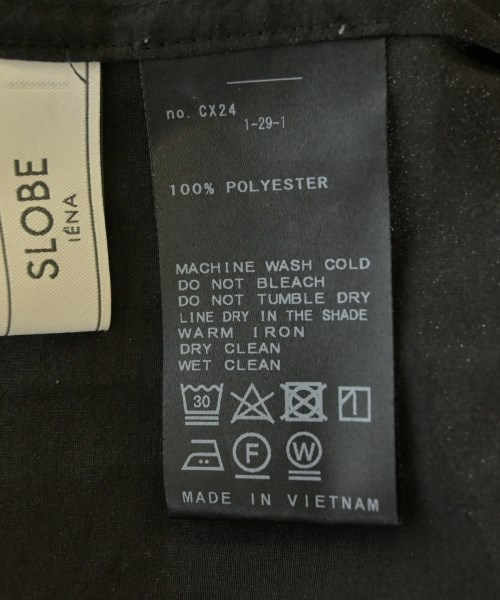 SLOBE
IÉNA
no. CX24
1-29-1
100% POLYESTER
MACHINE WASH COLD
DO NOT BLEACH
DO NOT TUMBLE DRY
LINE DRY IN THE SHADE
WARM IRON
DRY CLEAN
WET CLEAN
30
F
W
MADE IN VIETNAM